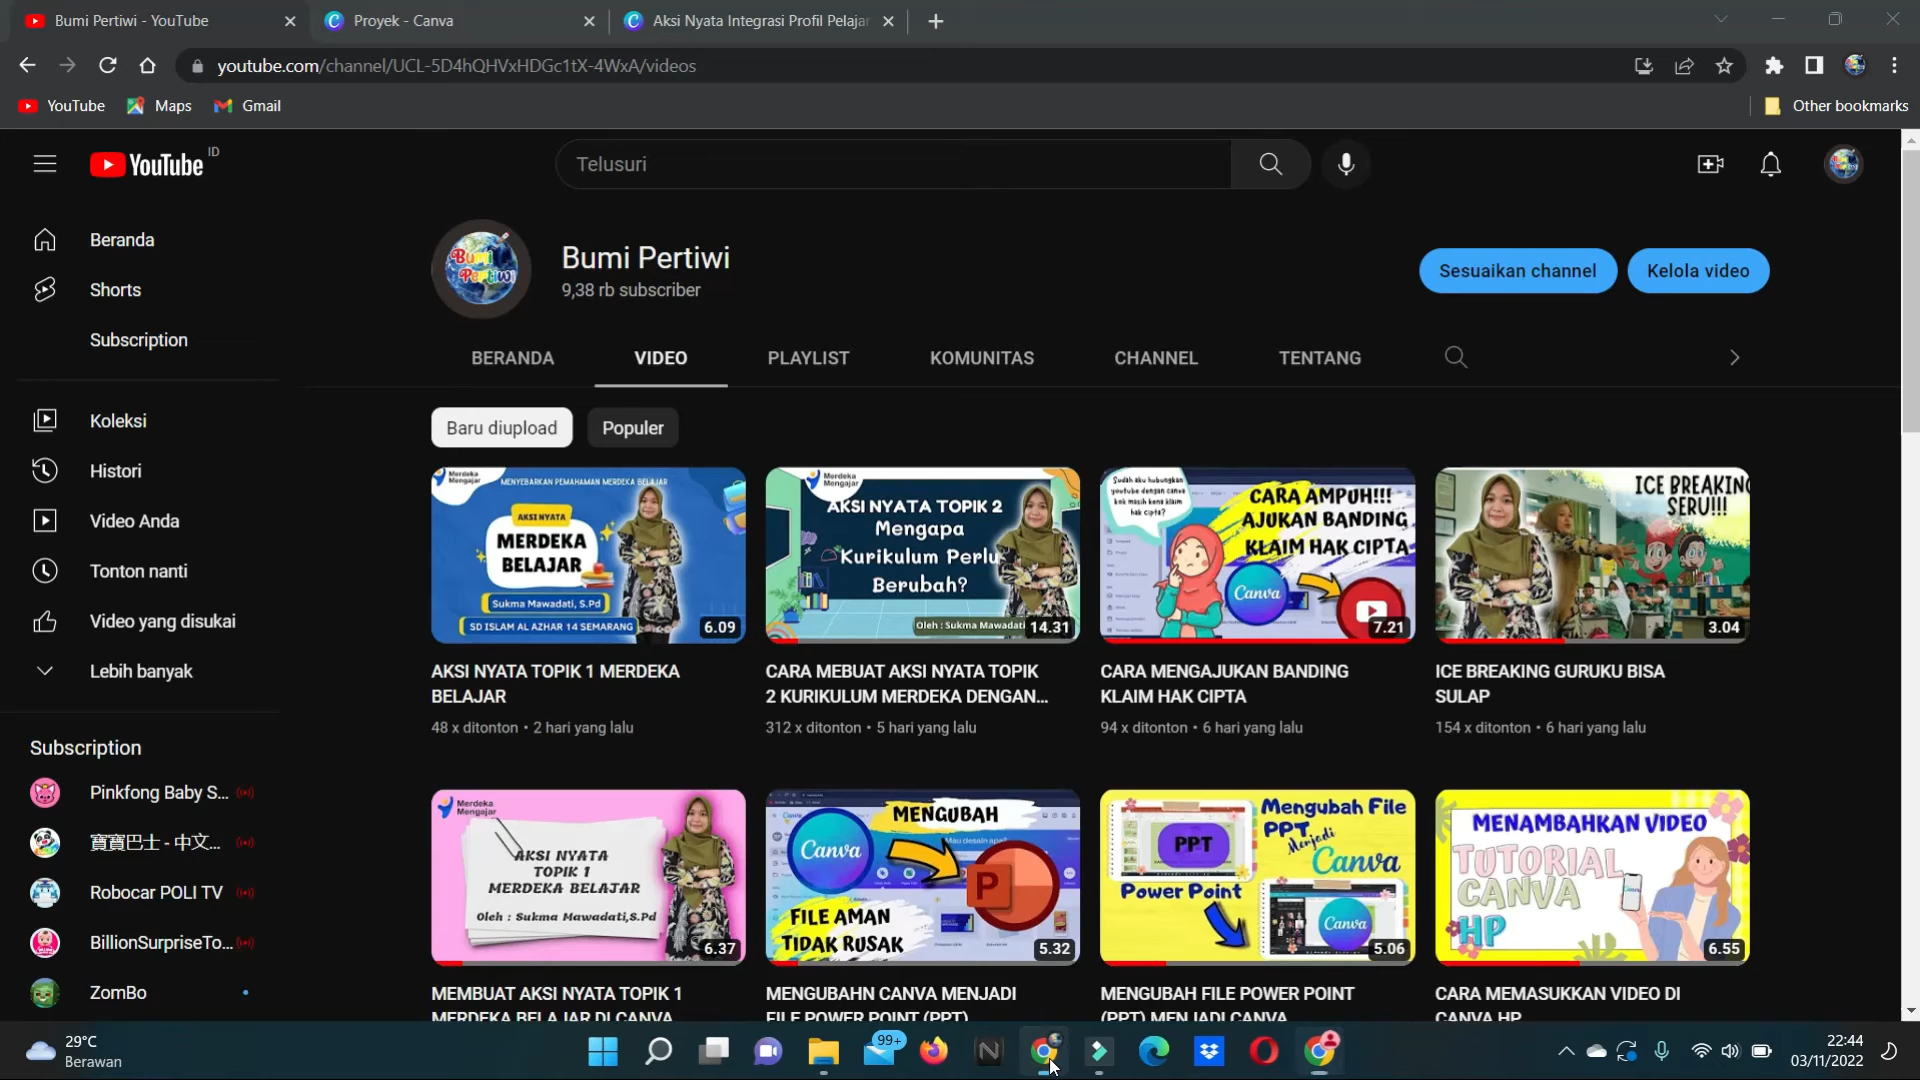 Bumi Pertiwi - YouTube
Proyek - Canva
Aksi Nyata Integrasi Profil Pelajar
youtube.com/channel/UCL-5D4hQHVxHDGc1tX-4WxA/videos
YouTube
Maps
Gmail
Other bookmarks
YouTube ID
Telusuri
Beranda
Shorts
Subscription
Koleksi
Histori
Video Anda
Tonton nanti
Video yang disukai
Lebih banyak
Subscription
Pinkfong Baby S...
寶寶巴士 - 中文...
Robocar POLI TV
BillionSurpriseTo...
ZomBo
Bumi Pertiwi
Bumi Pertiwi
9,38 rb subscriber
Sesuaikan channel
Kelola video
BERANDA
VIDEO
PLAYLIST
KOMUNITAS
CHANNEL
TENTANG
Baru diupload
Populer
Merdeka
Mengajar
MENYEBARKAN PEMAHAMAN MERDEKA BELAJAR
AKSI NYATA
MERDEKA
BELAJAR
Sukma Mawadati, S.Pd
SD ISLAM AL AZHAR 14 SEMARANG
6.09
AKSI NYATA TOPIK 1 MERDEKA
BELAJAR
48 x ditonton • 2 hari yang lalu
Merdeka
Mengajar
AKSI NYATA TOPIK 2
Mengapa
Kurikulum Perlu
Berubah?
Oleh : Sukma Mawadati
14.31
CARA MEBUAT AKSI NYATA TOPIK
2 KURIKULUM MERDEKA DENGAN...
312 x ditonton • 5 hari yang lalu
Sudah aku hubungkan
youtube dengan canva
kok masih kena klaim
hak cipta?
CARA AMPUH!!!
AJUKAN BANDING
KLAIM HAK CIPTA
Canva
7.21
CARA MENGAJUKAN BANDING
KLAIM HAK CIPTA
94 x ditonton • 6 hari yang lalu
ICE BREAKING
SERU!!!
3.04
ICE BREAKING GURUKU BISA
SULAP
154 x ditonton • 6 hari yang lalu
Merdeka
Mengajar
AKSI NYATA
TOPIK 1
MERDEKA BELAJAR
Oleh : Sukma Mawadati,S.Pd
6.37
MEMBUAT AKSI NYATA TOPIK 1
MERDEKA BELAJAR DI CANVA
MENGUBAH
Canva
P
FILE AMAN
TIDAK RUSAK
5.32
MENGUBAHN CANVA MENJADI
FILE POWER POINT (PPT)
Mengubah File
PPT
Menjadi
Canva
PPT
Power Point
Canva
5.06
MENGUBAH FILE POWER POINT
(PPT) MENJADI CANVA
MENAMBAHKAN VIDEO
TUTORIAL
CANVA
HP
Canva
6.55
CARA MEMASUKKAN VIDEO DI
CANVA HP
29°C
Berawan
99+
N
22:44
03/11/2022